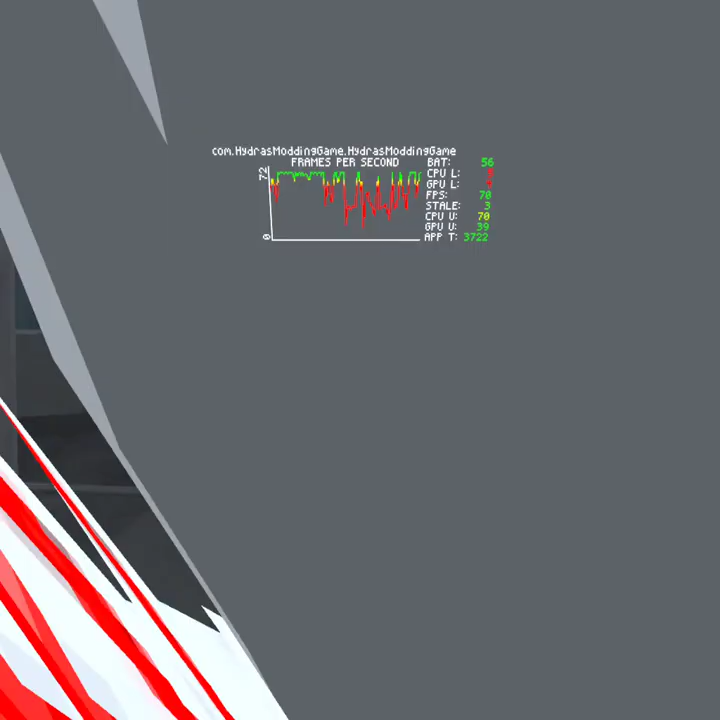 com.HydrasModdingGame.HydrasModdingGame
FRAMES PER SECOND
72
0
BAT: 56
CPU L:
GPU L:
FPS: 70
STALE: 3
CPU U: 70
GPU U: 39
APP T: 3722